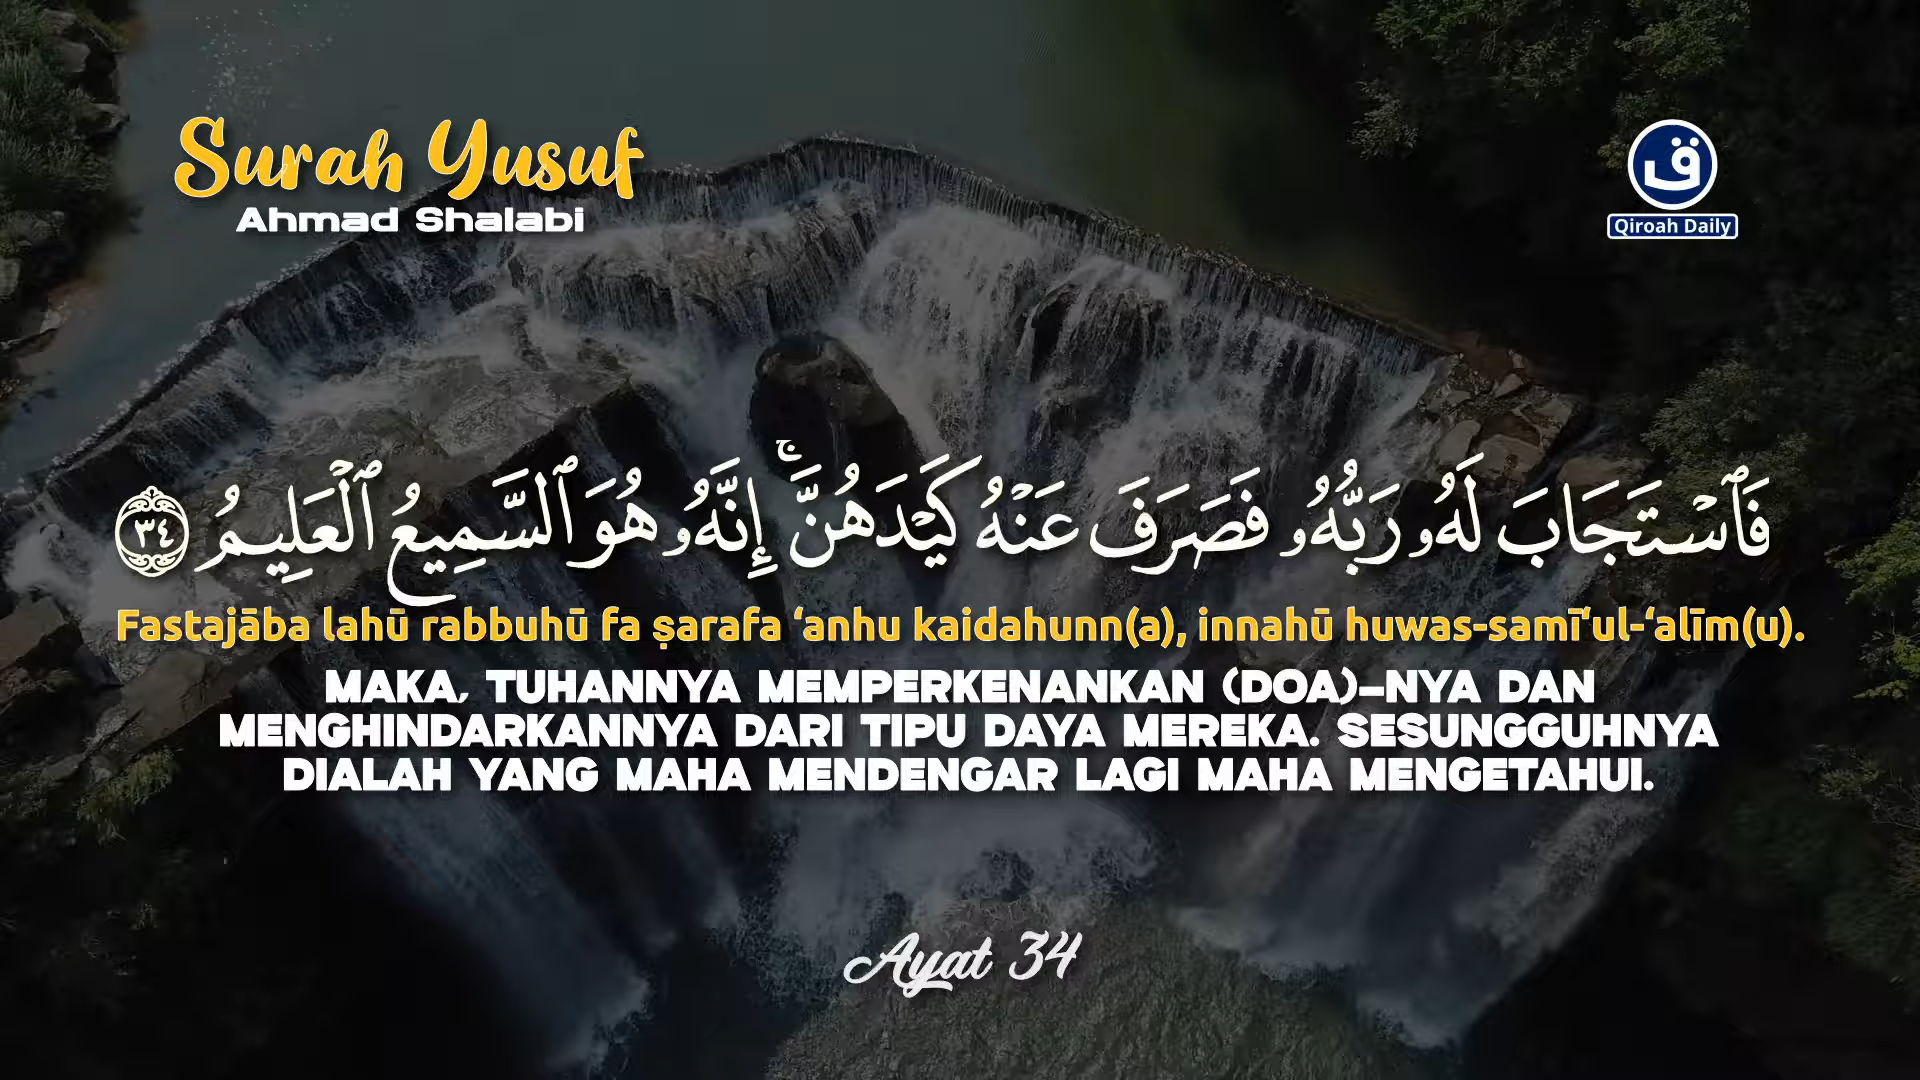 Surah Yusuf
Ahmad Shalabi
ق
Qiroah Daily
فَٱسْتَجَابَ لَهُۥ رَبُّهُۥ فَصَرَفَ عَنْهُ كَيْدَهُنَّ ۚ إِنَّهُۥ هُوَ ٱلسَّمِيعُ ٱلْعَلِيمُ ٣٤
Fastajāba lahū rabbuhū fa ṣarafa ‘anhu kaidahunn(a), innahū huwas-samī‘ul-‘alīm(u).
MAKA, TUHANNYA MEMPERKENANKAN (DOA)-NYA DAN
MENGHINDARKANNYA DARI TIPU DAYA MEREKA. SESUNGGUHNYA
DIALAH YANG MAHA MENDENGAR LAGI MAHA MENGETAHUI.
Ayat 34